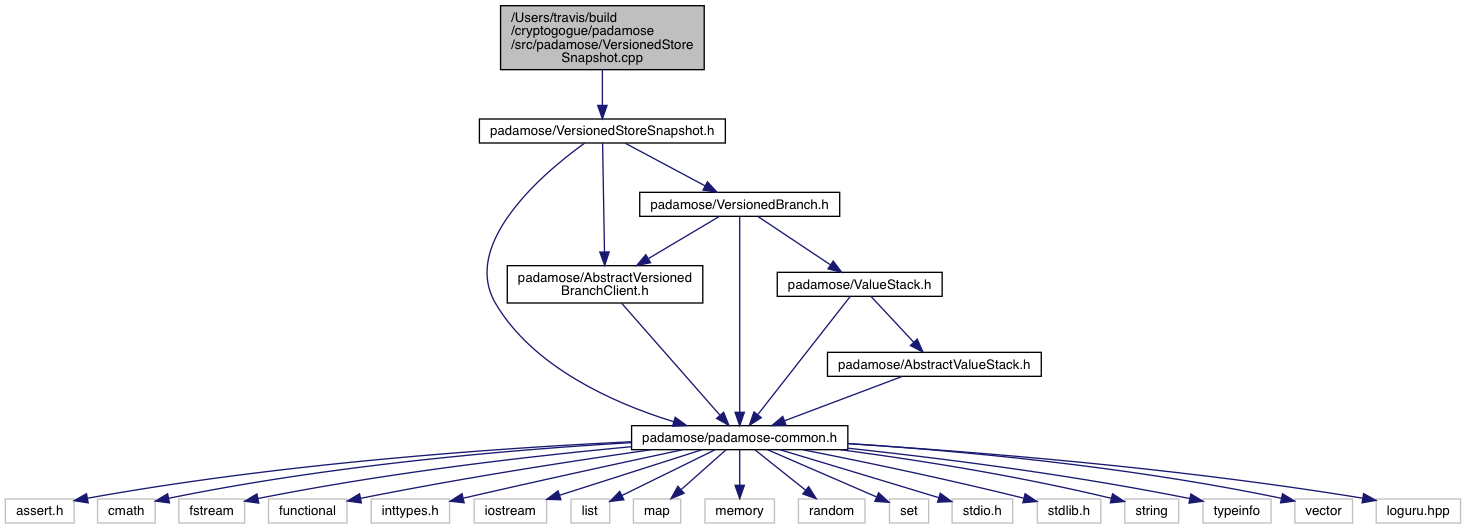 /Users/travis/build
/cryptogogue/padamose
/src/padamose/VersionedStore
Snapshot.cpp
padamose/VersionedStoreSnapshot.h
padamose/VersionedBranch.h
padamose/AbstractVersioned
BranchClient.h
padamose/ValueStack.h
padamose/AbstractValueStack.h
padamose/padamose-common.h
assert.h
cmath
fstream
functional
inttypes.h
iostream
list
map
memory
random
set
stdio.h
stdlib.h
string
typeinfo
vector
loguru.hpp